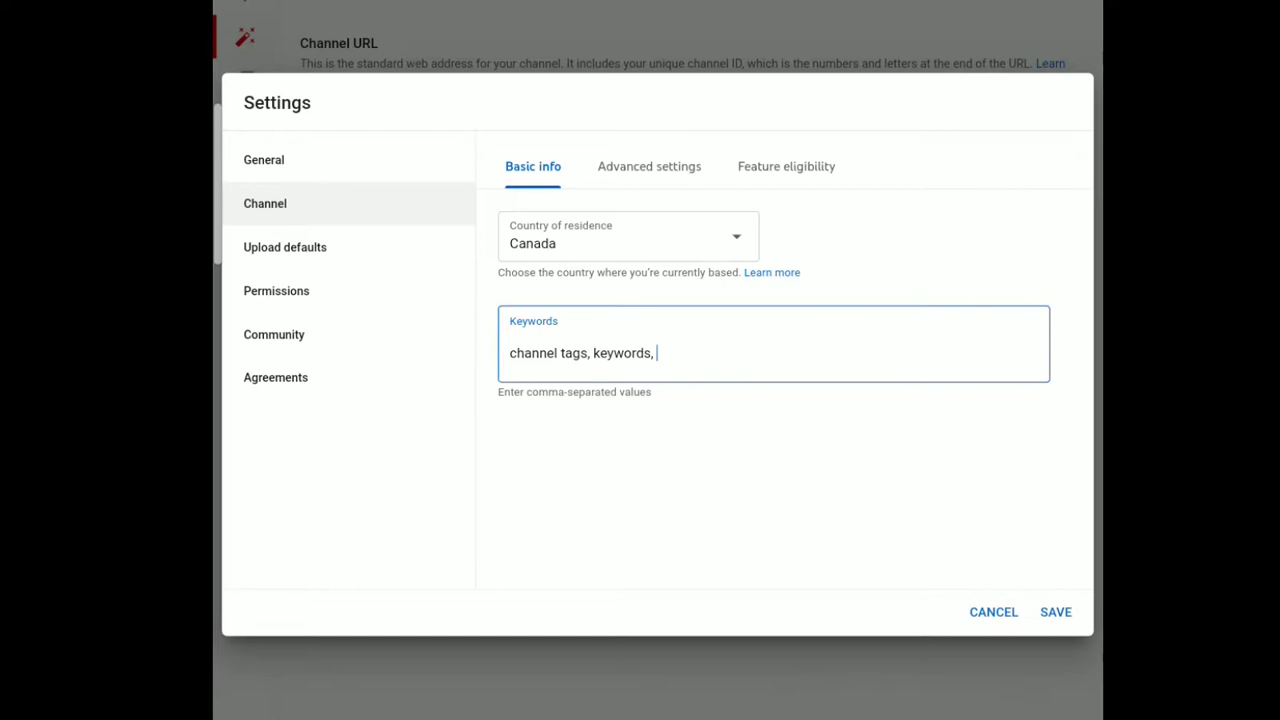 Channel URL
This is the standard web address for your channel. It includes your unique channel ID, which is the numbers and letters at the end of the URL. Learn
Settings
General
Channel
Upload defaults
Permissions
Community
Agreements
Basic info
Advanced settings
Feature eligibility
Country of residence
Canada
Choose the country where you're currently based. Learn more
Keywords
channel tags, keywords,
Enter comma-separated values
CANCEL
SAVE